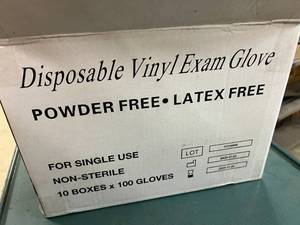 Disposable Vinyl Exam Glove
POWDER FREE• LATEX FREE
FOR SINGLE USE
NON-STERILE
10 BOXES x 100 GLOVES
LOT